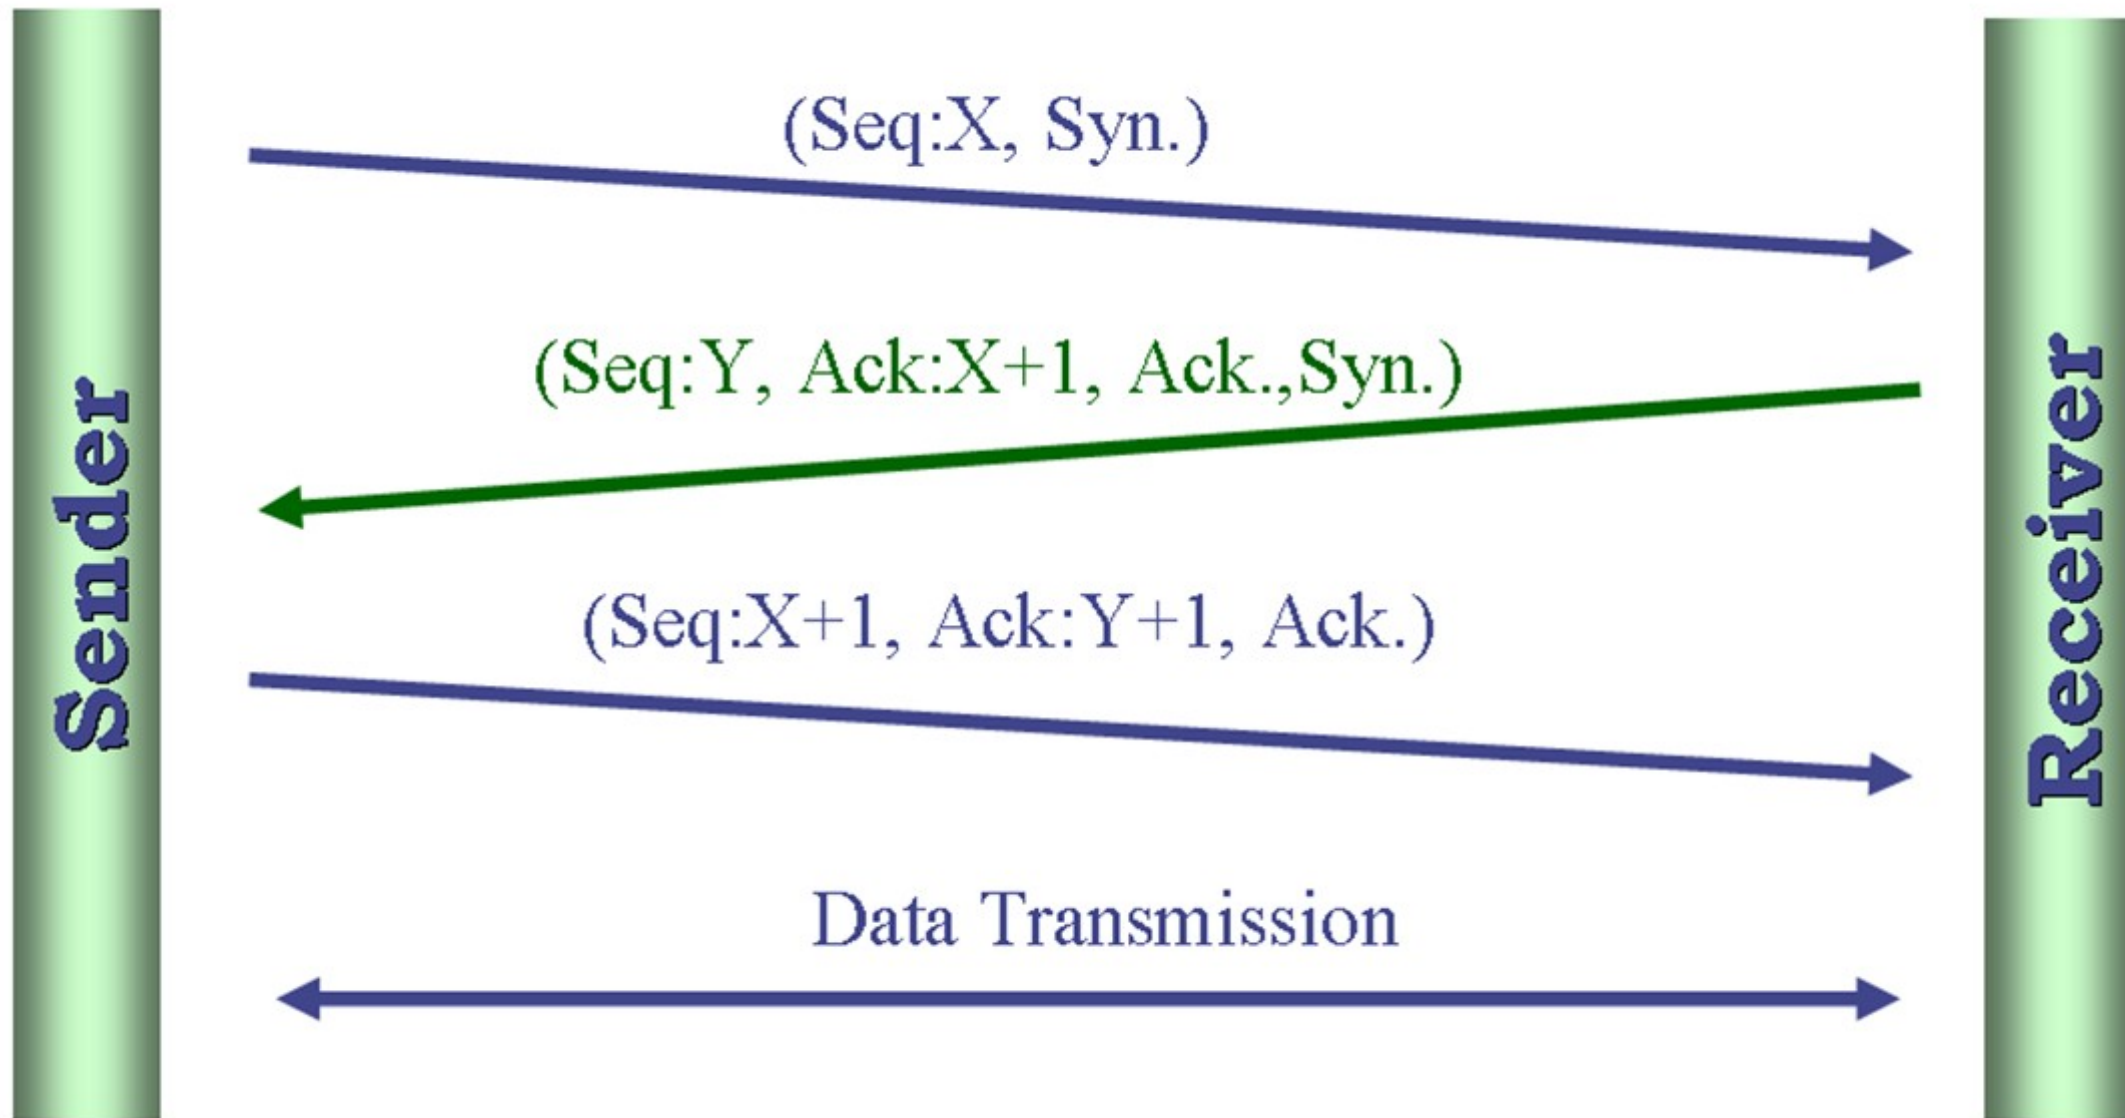 (Seq:X, Syn.)
(Seq:Y, Ack:X+1, Ack.,Syn.)
(Seq:X+1, Ack:Y+1, Ack.)
Data Transmission
Sender
Receiver